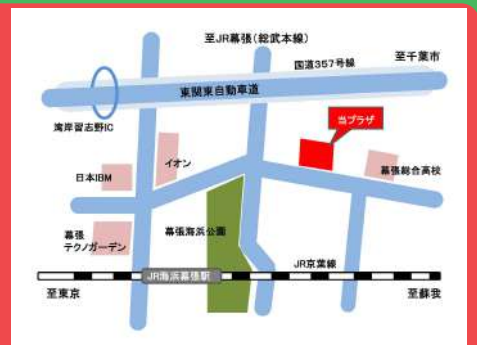 至JR幕張(総武本線)
国道357号線
至千葉市
東関東自動車道
湾岸習志野IC
当プラザ
イオン
日本IBM
幕張総合高校
幕張海浜公園
幕張
テクノガーデン
JR京葉線
JR海浜幕張駅
至東京
至蘇我